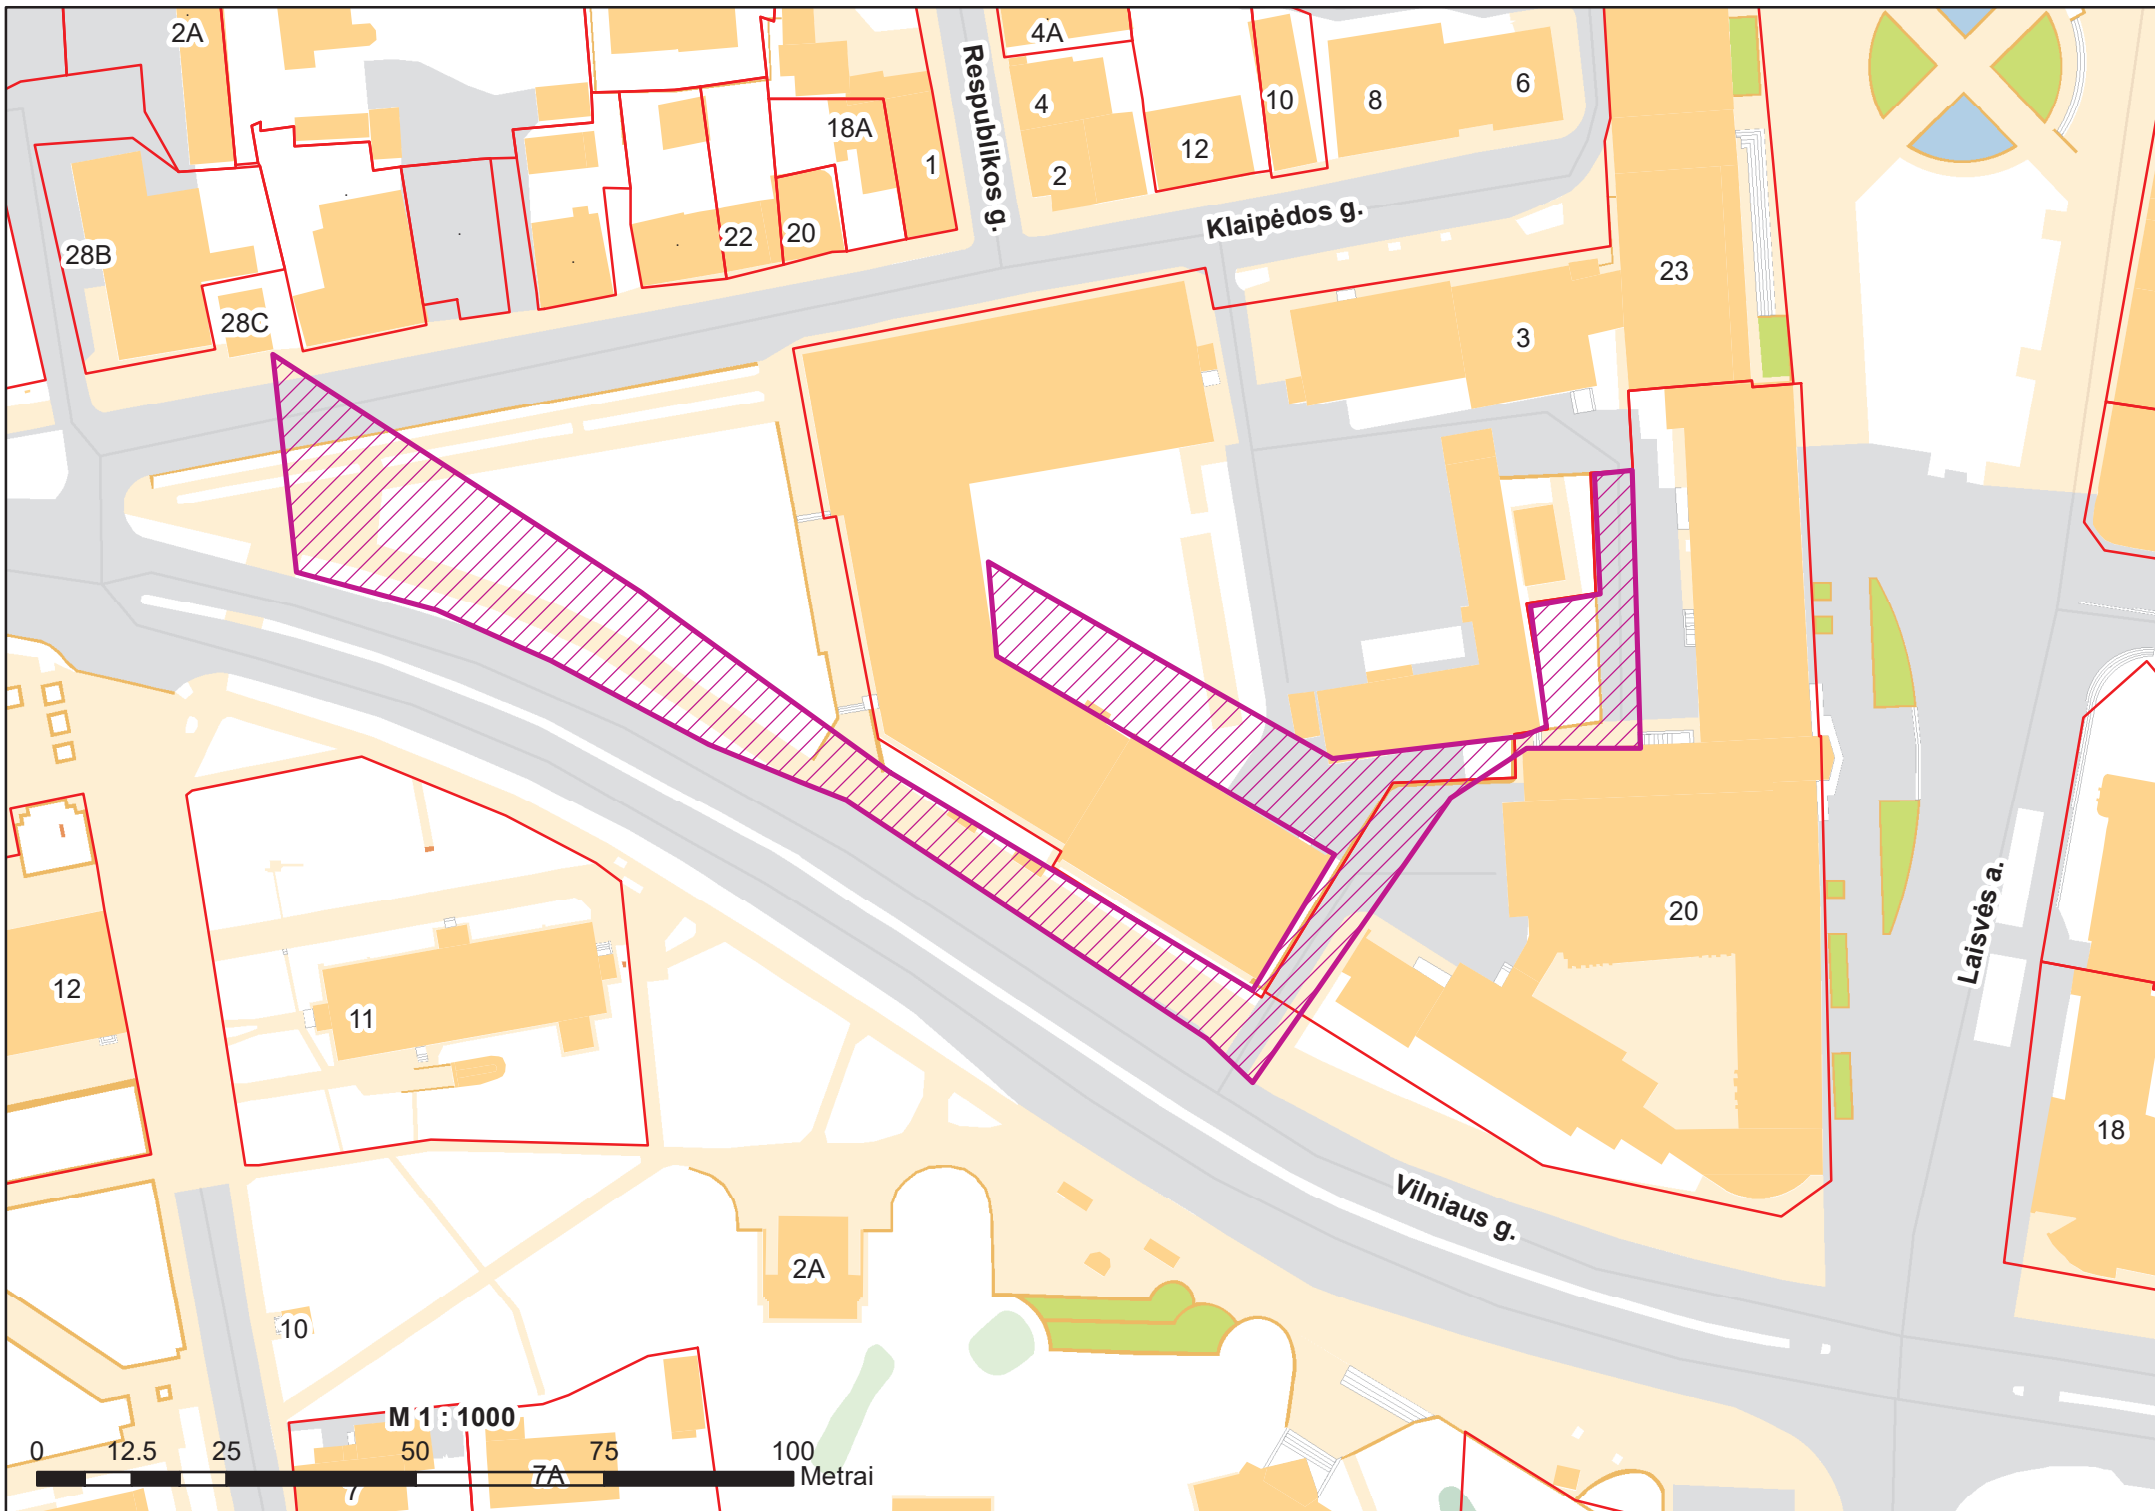 2A
4A
Respublikos g.
4
10
8
6
18A
12
1
2
Klaipėdos g.
28B
22
20
23
28C
3
20
Laisvės a.
12
11
18
Vilniaus g.
2A
10
M 1 : 1000
0 12.5 25 50 75 100
Metrai
7A
7